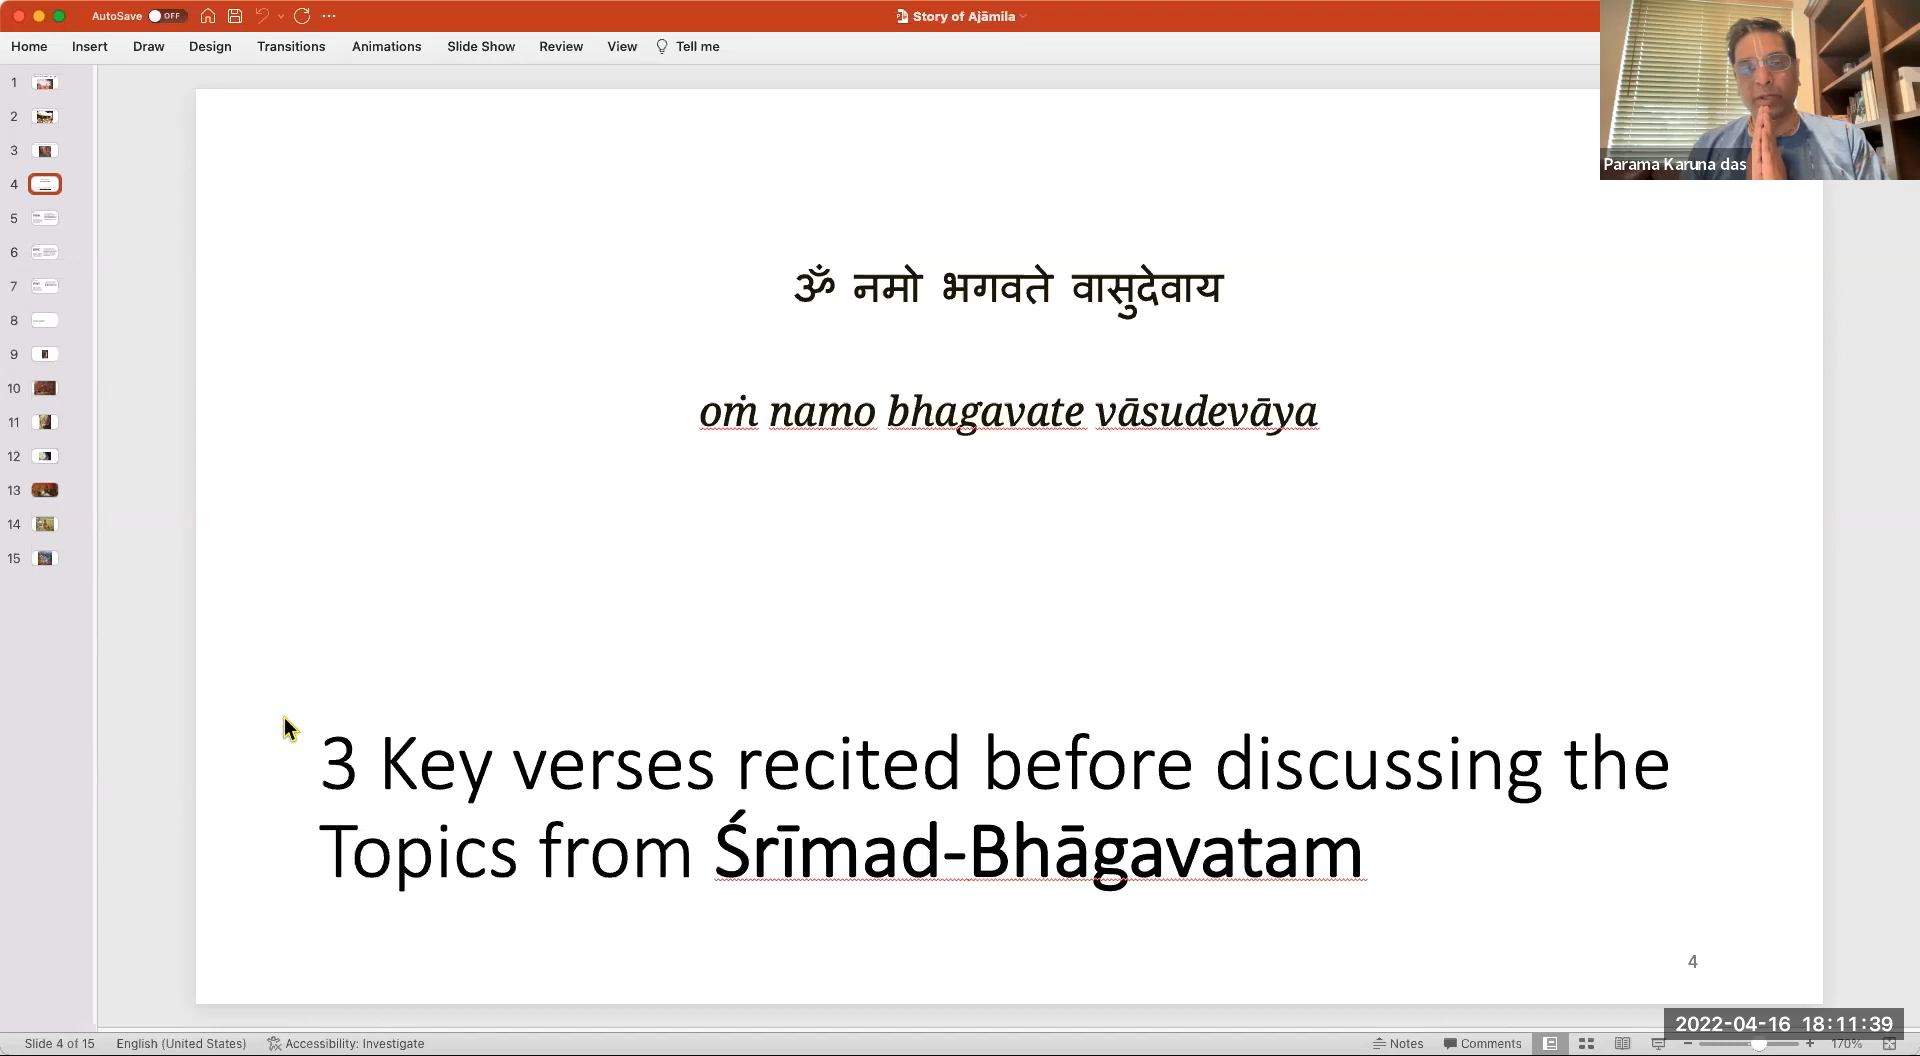 AutoSave OFF
Story of Ajāmila
Home Insert Draw Design Transitions Animations Slide Show Review View Tell me
Parama Karuna das
1
2
3
4
5
6
7
8
9
10
11
12
13
14
15
ॐ नमो भगवते वासुदेवाय
oṁ namo bhagavate vāsudevāya
3 Key verses recited before discussing the
Topics from Śrīmad-Bhāgavatam
4
2022-04-16 18:11:39
Slide 4 of 15 English (United States) Accessibility: Investigate Notes Comments 170%